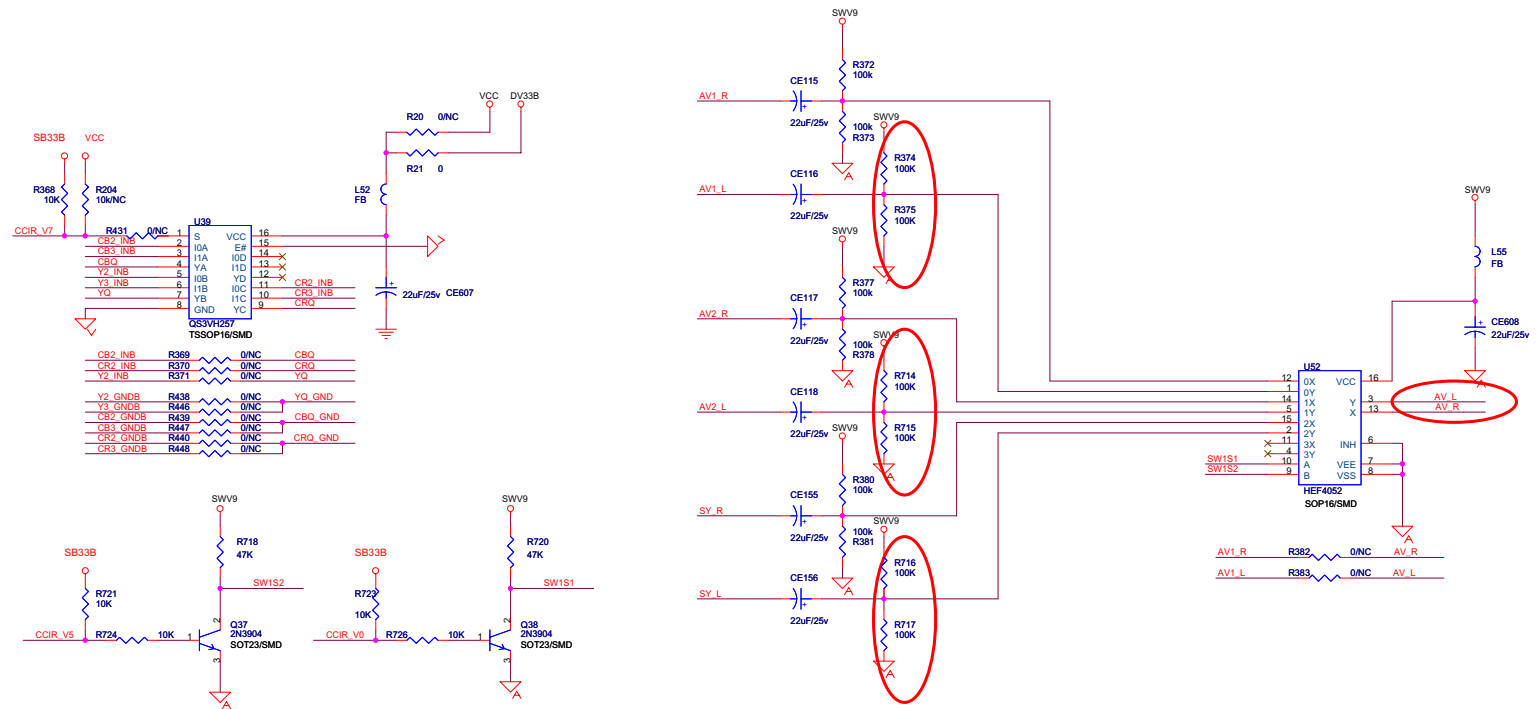 SB33B
VCC
R368
10K
R204
10k/NC
CCIR_V7
R431
0/NC
CB2_INB
CB3_INB
CBQ
Y2_INB
Y3_INB
YQ
U39
1 S VCC 16
2 I0A E# 15
3 I1A I0D 14
4 YA I1D 13
5 I0B YD 12
6 I1B I0C 11
7 YB I1C 10
8 GND YC 9
QS3VH257
TSSOP16/SMD
CR2_INB
CR3_INB
CRQ
VCC
DV33B
R20 0/NC
R21 0
L52
FB
+
22uF/25v CE607
CB2_INB R369 0/NC CBQ
CR2_INB R370 0/NC CRQ
Y2_INB R371 0/NC YQ
Y2_GNDB R438 0/NC YQ_GND
Y3_GNDB R446 0/NC
CB2_GNDB R439 0/NC CBQ_GND
CB3_GNDB R447 0/NC
CR2_GNDB R440 0/NC CRQ_GND
CR3_GNDB R448 0/NC
SWV9
R718
47K
SW1S2
SB33B
R721
10K
CCIR_V5
R724
10K
1
2
3
Q37
2N3904
SOT23/SMD
A
SWV9
R720
47K
SW1S1
SB33B
R723
10K
CCIR_V0
R726
10K
1
2
3
Q38
2N3904
SOT23/SMD
A
SWV9
R372
100k
CE115
AV1_R
+
22uF/25v
100k
R373
A
SWV9
R374
100K
CE116
AV1_L
+
22uF/25v
R375
100K
A
SWV9
R377
100k
CE117
AV2_R
+
22uF/25v
100k
R378
A
SWV9
R714
100K
CE118
AV2_L
+
22uF/25v
R715
100K
A
SWV9
R380
100k
CE155
SY_R
+
22uF/25v
100k
R381
A
SWV9
R716
100K
CE156
SY_L
+
22uF/25v
R717
100K
A
SWV9
L55
FB
+
CE608
22uF/25v
A
U52
12 0X VCC 16
1 0Y
14 1X Y 3 AV_L
5 1Y X 13 AV_R
15 2X
2 2Y
11 3X INH 6
4 3Y
SW1S1 10 A VEE 7
SW1S2 9 B VSS 8
HEF4052
SOP16/SMD
A
AV1_R R382 0/NC AV_R
AV1_L R383 0/NC AV_L